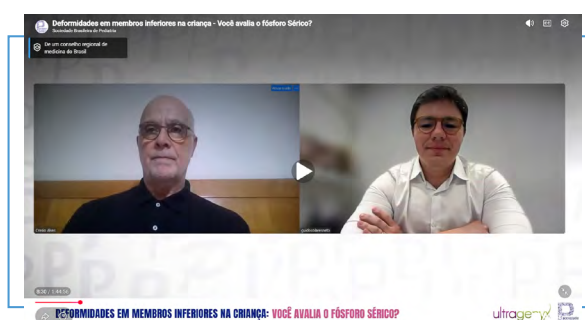 Deformidades em membros inferiores na criança - Você avalia o fósforo Sérico?
Sociedade Brasileira de Pediatria
De um conselho regional de
medicina do Brasil
DEFORMIDADES EM MEMBROS INFERIORES NA CRIANÇA: VOCÊ AVALIA O FÓSFORO SÉRICO?
ultragenyx